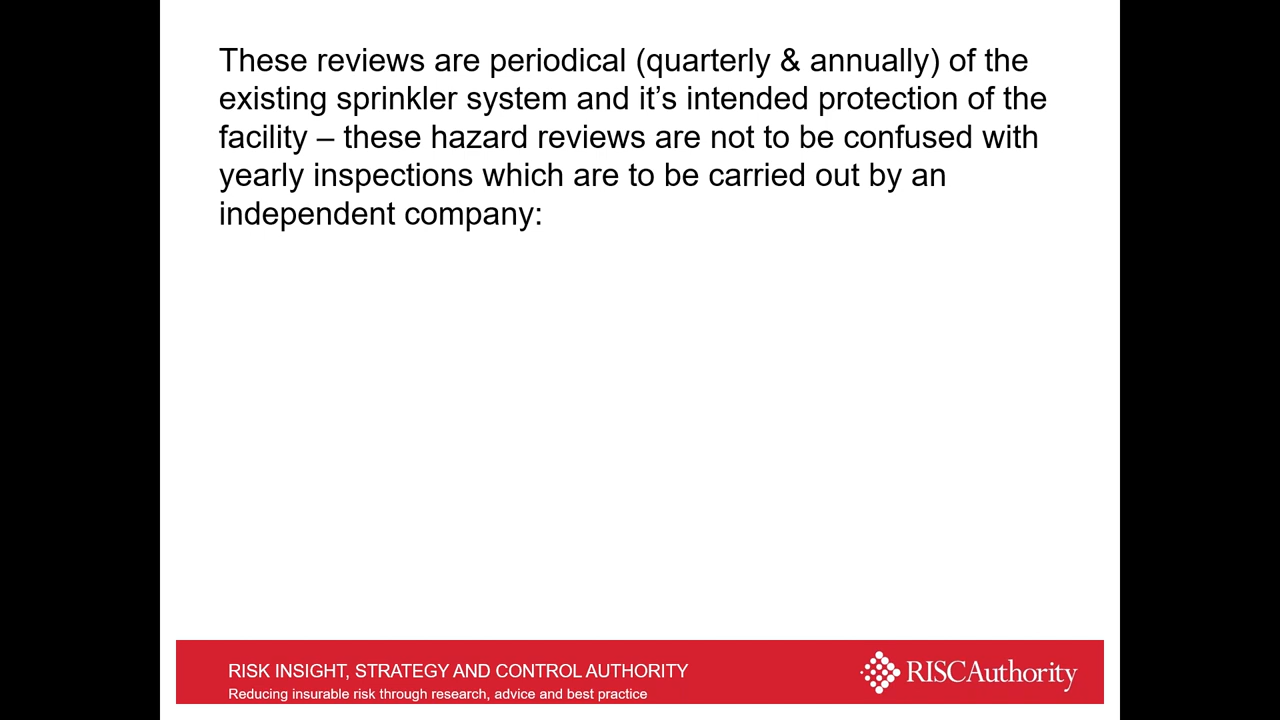 These reviews are periodical (quarterly & annually) of the
existing sprinkler system and it’s intended protection of the
facility – these hazard reviews are not to be confused with
yearly inspections which are to be carried out by an
independent company:
RISK INSIGHT, STRATEGY AND CONTROL AUTHORITY
Reducing insurable risk through research, advice and best practice
RISCAuthority